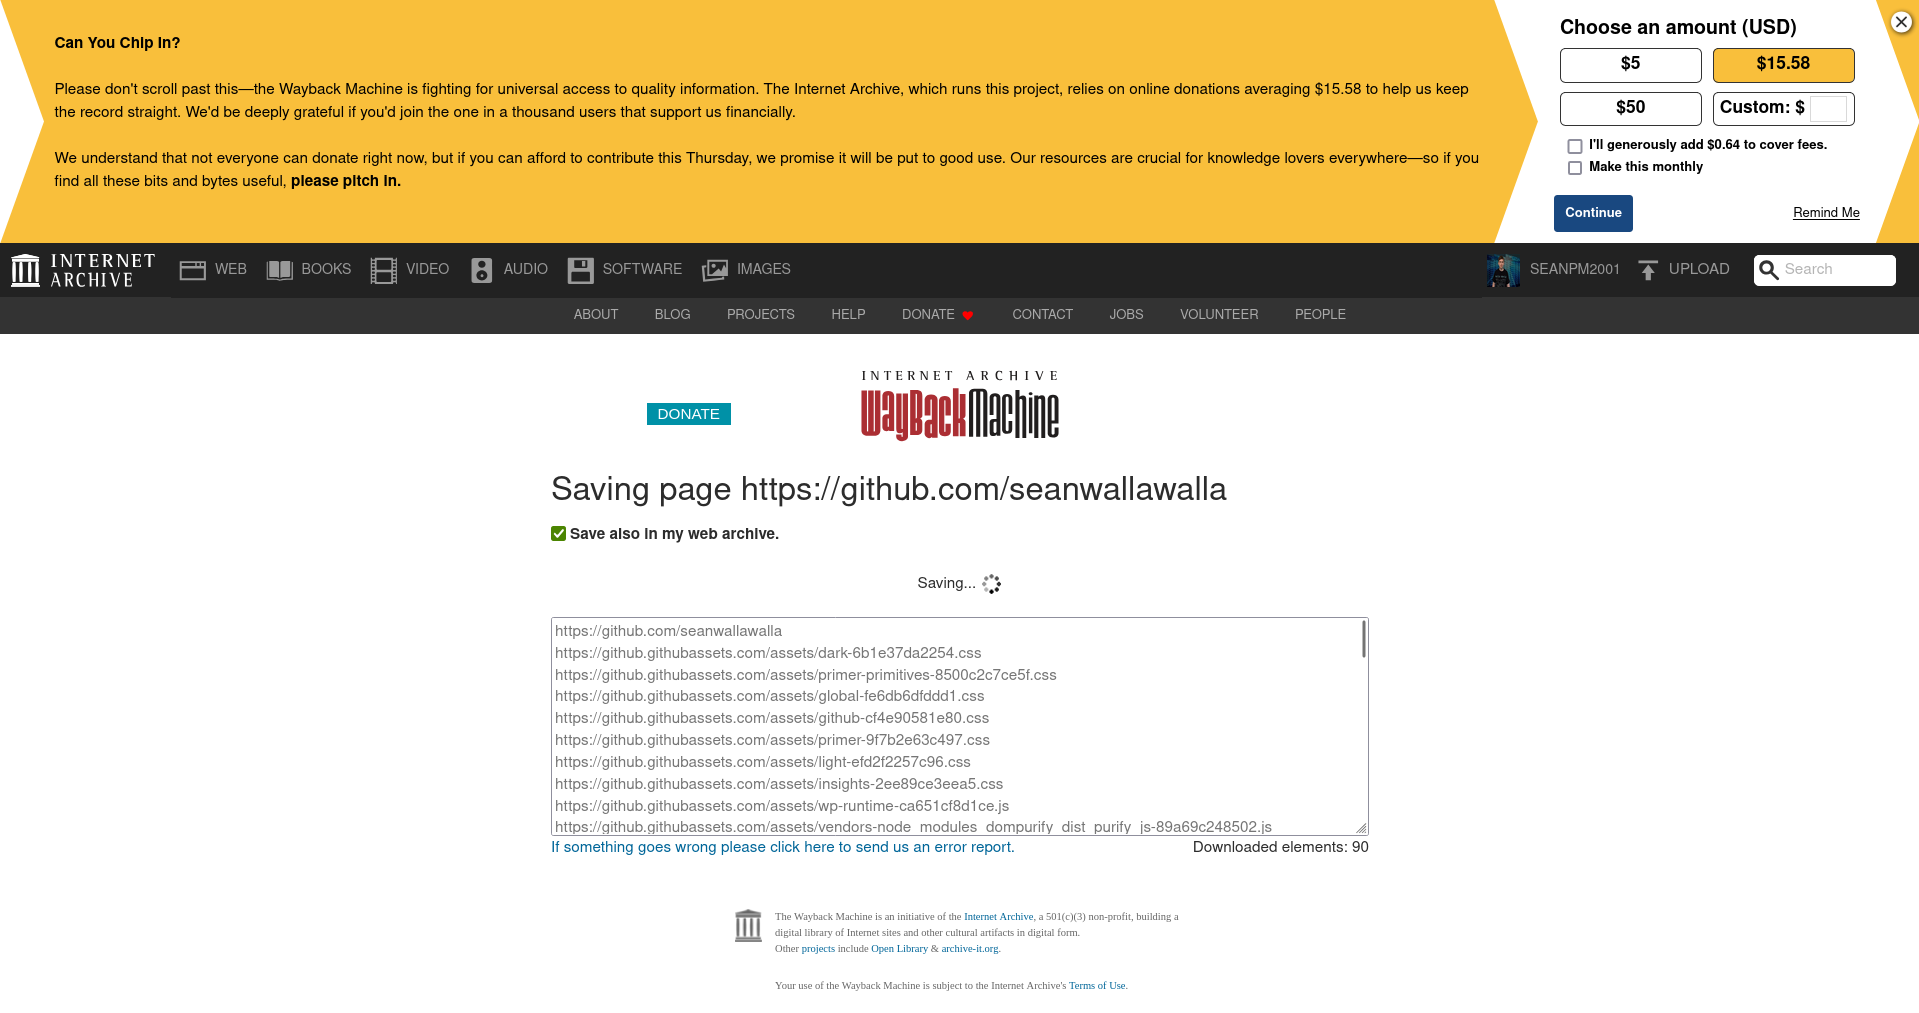 Can You Chip In?
Please don't scroll past this—the Wayback Machine is fighting for universal access to quality information. The Internet Archive, which runs this project, relies on online donations averaging $15.58 to help us keep
the record straight. We'd be deeply grateful if you'd join the one in a thousand users that support us financially.
We understand that not everyone can donate right now, but if you can afford to contribute this Thursday, we promise it will be put to good use. Our resources are crucial for knowledge lovers everywhere—so if you
find all these bits and bytes useful, please pitch in.
Choose an amount (USD)
$5
$15.58
$50
Custom: $
I'll generously add $0.64 to cover fees.
Make this monthly
Continue
Remind Me
INTERNET
ARCHIVE
WEB
BOOKS
VIDEO
AUDIO
SOFTWARE
IMAGES
SEANPM2001
UPLOAD
Search
ABOUT
BLOG
PROJECTS
HELP
DONATE
CONTACT
JOBS
VOLUNTEER
PEOPLE
DONATE
INTERNET ARCHIVE
WayBackMachine
Saving page https://github.com/seanwallawalla
Save also in my web archive.
Saving...
https://github.com/seanwallawalla
https://github.githubassets.com/assets/dark-6b1e37da2254.css
https://github.githubassets.com/assets/primer-primitives-8500c2c7ce5f.css
https://github.githubassets.com/assets/global-fe6db6dfddd1.css
https://github.githubassets.com/assets/github-cf4e90581e80.css
https://github.githubassets.com/assets/primer-9f7b2e63c497.css
https://github.githubassets.com/assets/light-efd2f2257c96.css
https://github.githubassets.com/assets/insights-2ee89ce3eea5.css
https://github.githubassets.com/assets/wp-runtime-ca651cf8d1ce.js
https://github.githubassets.com/assets/vendors-node_modules_dompurify_dist_purify_js-89a69c248502.js
If something goes wrong please click here to send us an error report.
Downloaded elements: 90
The Wayback Machine is an initiative of the Internet Archive, a 501(c)(3) non-profit, building a
digital library of Internet sites and other cultural artifacts in digital form.
Other projects include Open Library & archive-it.org.
Your use of the Wayback Machine is subject to the Internet Archive's Terms of Use.